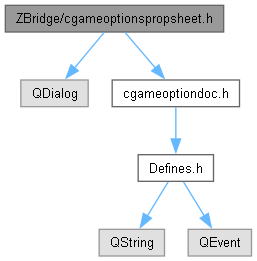 ZBridge/cgameoptionspropsheet.h
QDialog
cgameoptiondoc.h
Defines.h
QString
QEvent